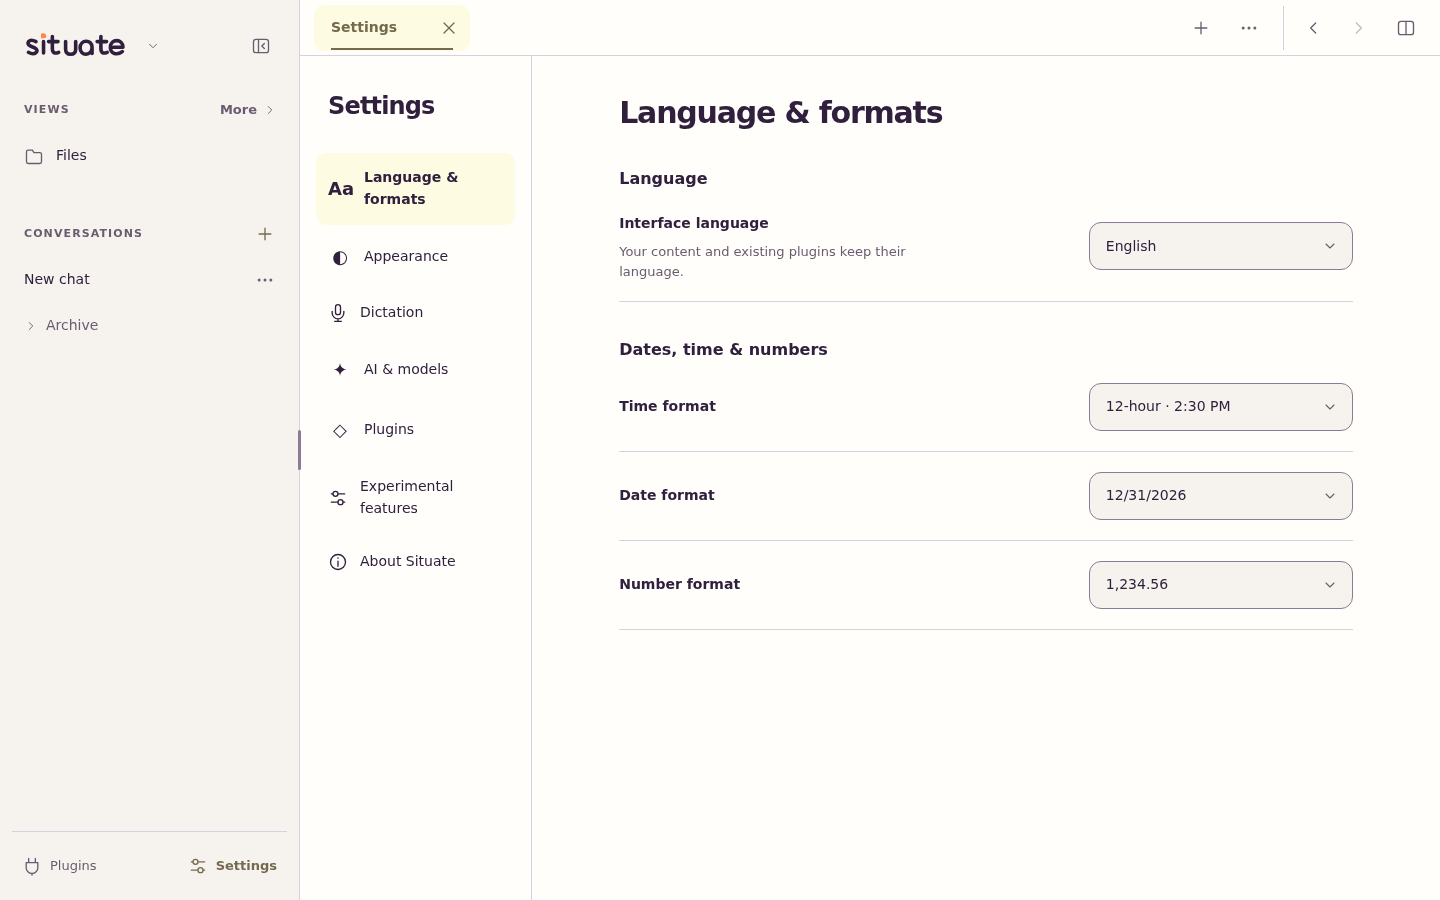 situate
VIEWS
More
Files
CONVERSATIONS
New chat
Archive
Plugins
Settings
Settings
Settings
Aa
Language &
formats
Appearance
Dictation
AI & models
Plugins
Experimental
features
About Situate
Language & formats
Language
Interface language
Your content and existing plugins keep their
language.
English
Dates, time & numbers
Time format
12-hour · 2:30 PM
Date format
12/31/2026
Number format
1,234.56